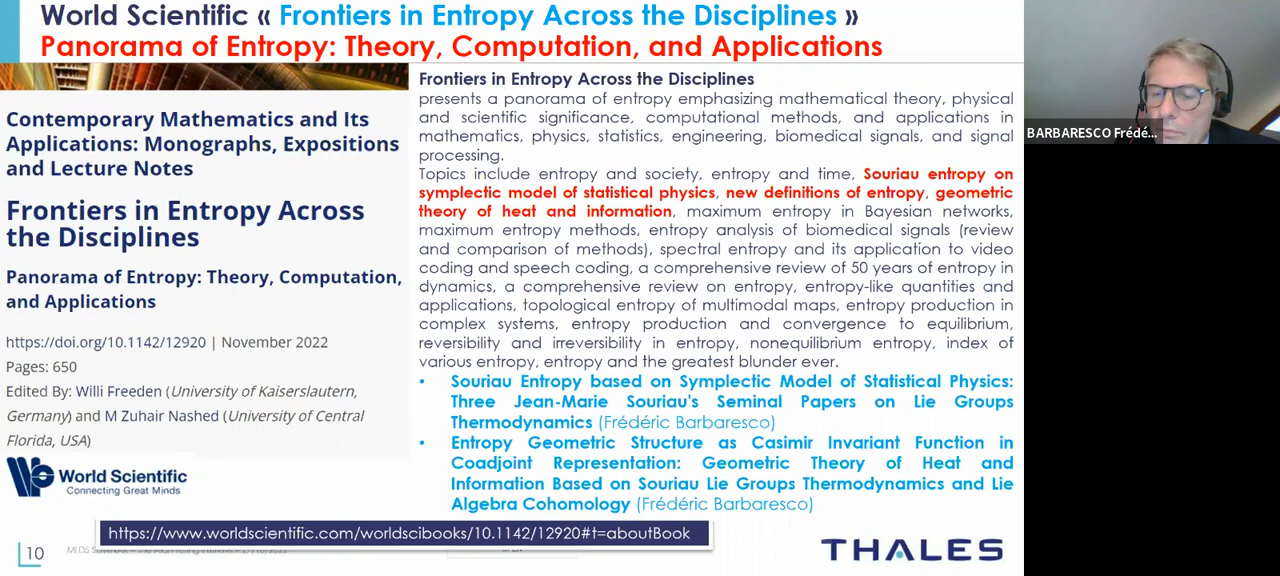 World Scientific « Frontiers in Entropy Across the Disciplines »
Panorama of Entropy: Theory, Computation, and Applications
Contemporary Mathematics and Its
Applications: Monographs, Expositions
and Lecture Notes
Frontiers in Entropy Across
the Disciplines
Panorama of Entropy: Theory, Computation,
and Applications
https://doi.org/10.1142/12920 | November 2022
Pages: 650
Edited By: Willi Freeden (University of Kaiserslautern,
Germany) and M Zuhair Nashed (University of Central
Florida, USA)
World Scientific
Connecting Great Minds
Frontiers in Entropy Across the Disciplines
presents a panorama of entropy emphasizing mathematical theory, physical
and scientific significance, computational methods, and applications in
mathematics, physics, statistics, engineering, biomedical signals, and signal
processing.
Topics include entropy and society, entropy and time, Souriau entropy on
symplectic model of statistical physics, new definitions of entropy, geometric
theory of heat and information, maximum entropy in Bayesian networks,
maximum entropy methods, entropy analysis of biomedical signals (review
and comparison of methods), spectral entropy and its application to video
coding and speech coding, a comprehensive review of 50 years of entropy in
dynamics, a comprehensive review on entropy, entropy-like quantities and
applications, topological entropy of multimodal maps, entropy production in
complex systems, entropy production and convergence to equilibrium,
reversibility and irreversibility in entropy, nonequilibrium entropy, index of
various entropy, entropy and the greatest blunder ever.
• Souriau Entropy based on Symplectic Model of Statistical Physics:
Three Jean-Marie Souriau's Seminal Papers on Lie Groups
Thermodynamics (Frédéric Barbaresco)
• Entropy Geometric Structure as Casimir Invariant Function in
Coadjoint Representation: Geometric Theory of Heat and
Information Based on Souriau Lie Groups Thermodynamics and Lie
Algebra Cohomology (Frédéric Barbaresco)
https://www.worldscientific.com/worldscibooks/10.1142/12920#t=aboutBook
10
THALES
BARBARESCO Frédé...